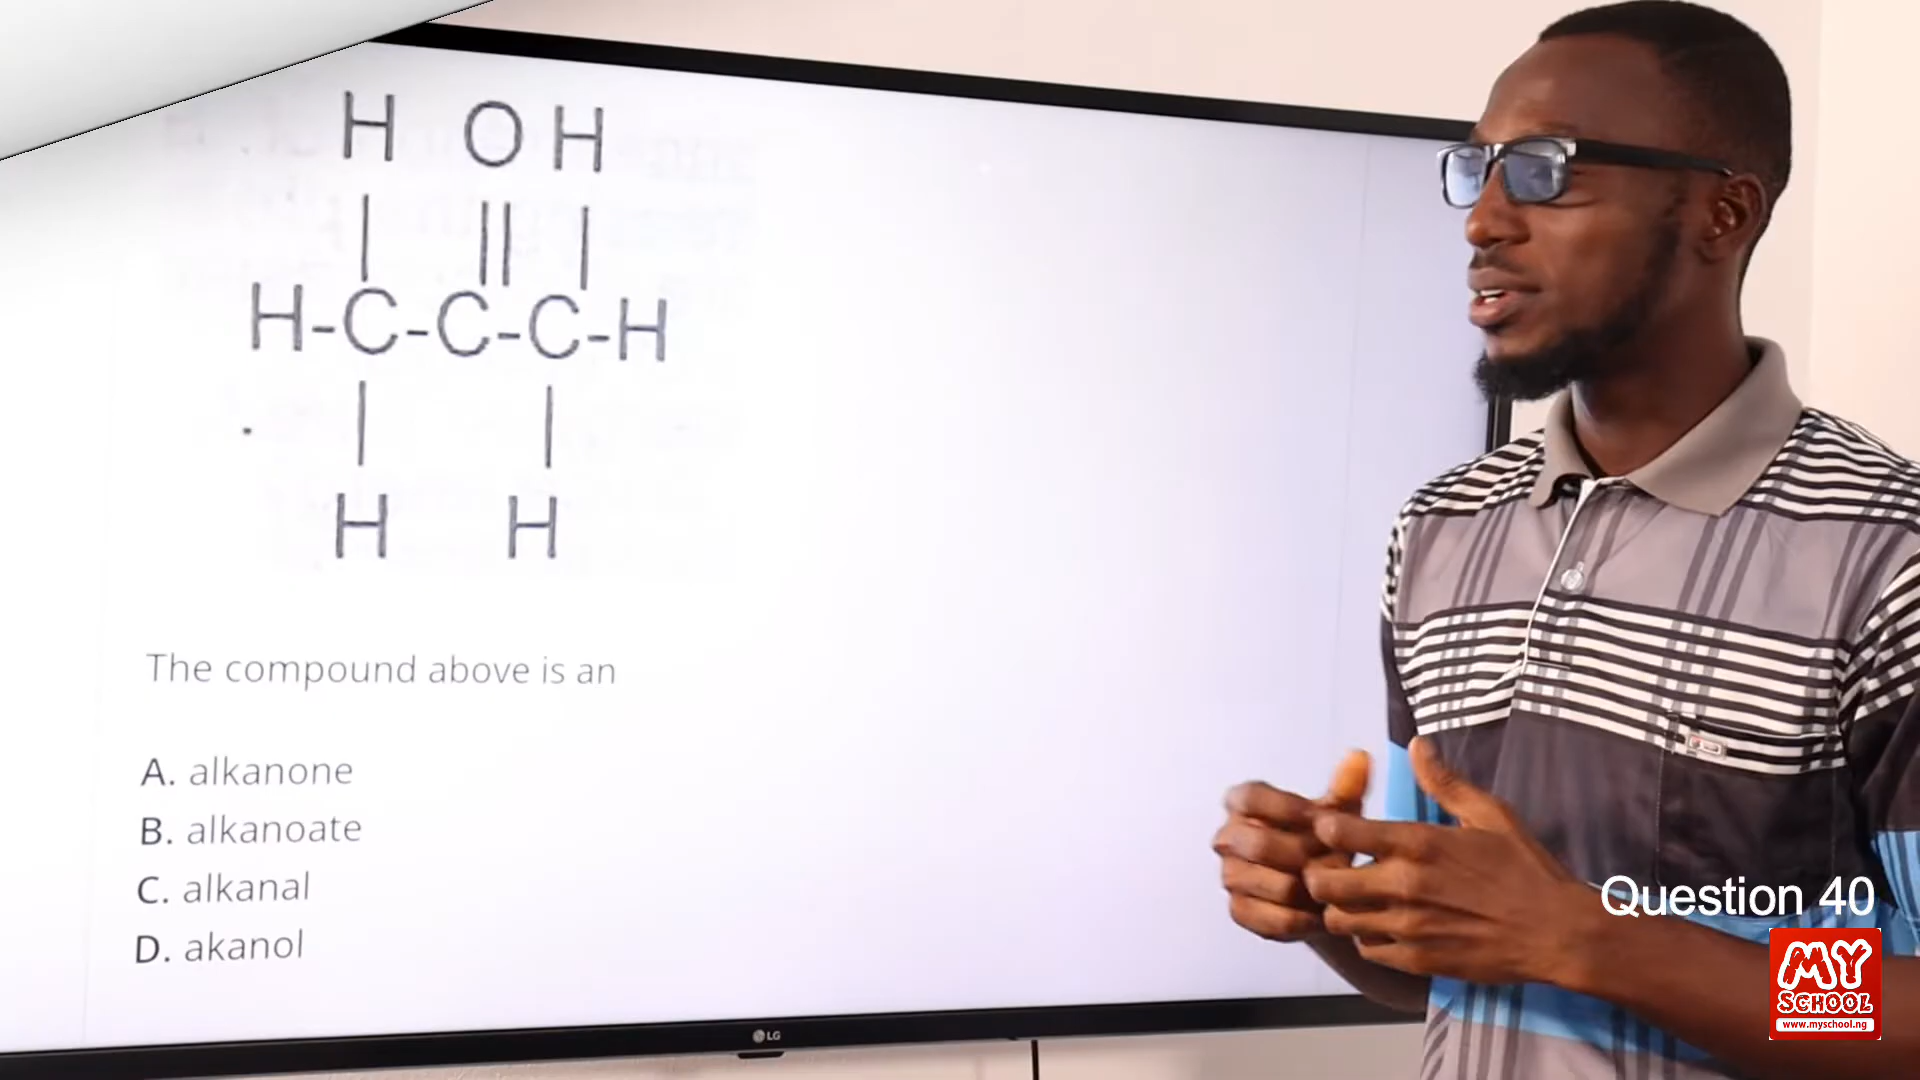 H O H
H-C-C-C-H
H H
The compound above is an
A. alkanone
B. alkanoate
C. alkanal
D. akanol
Question 40
MY
SCHOOL
www.myschool.ng
LG